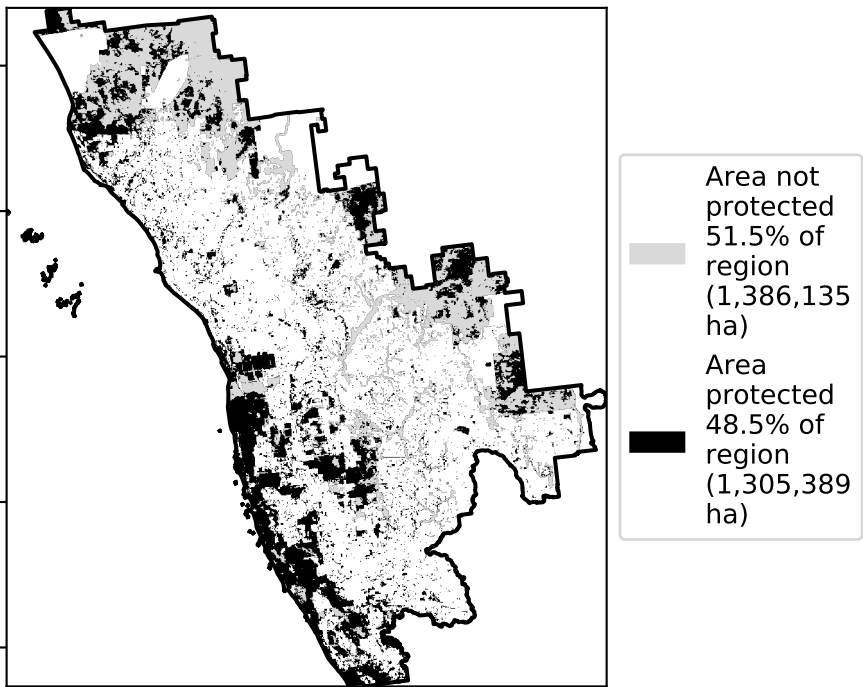 Area not
protected
51.5% of
region
(1,386,135
ha)
Area
protected
48.5% of
region
(1,305,389
ha)